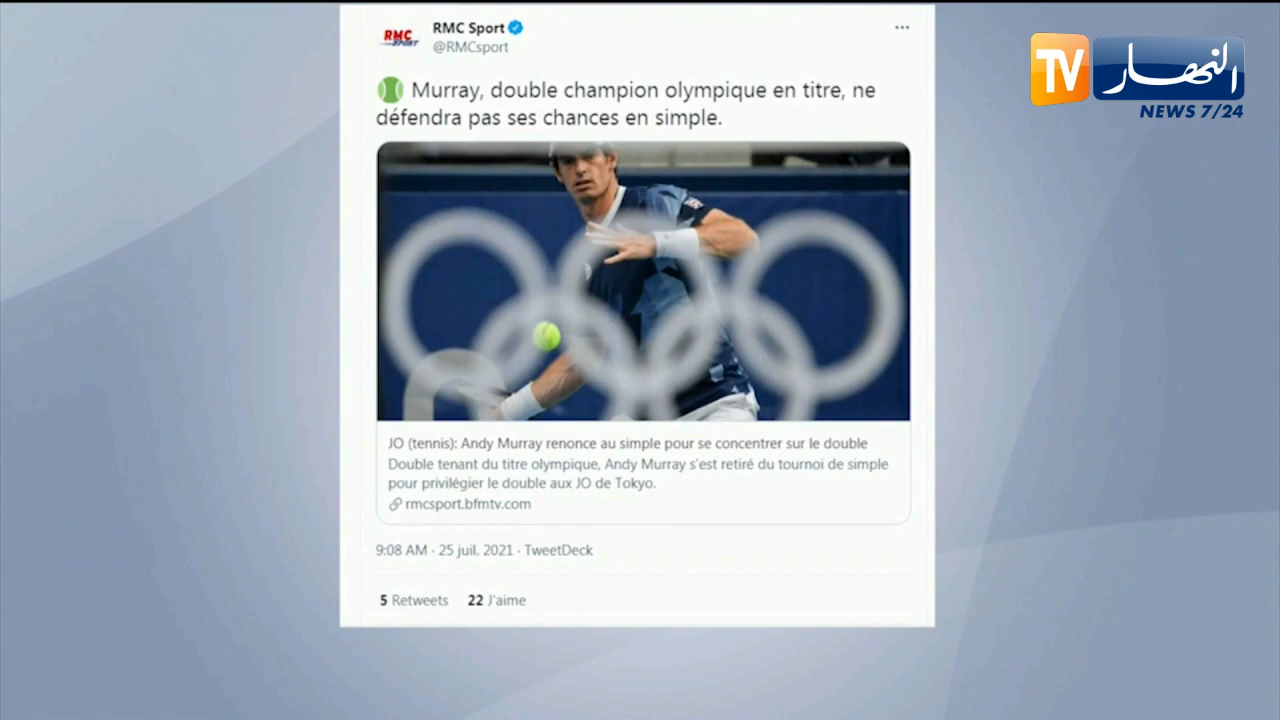 RMC Sport
RMC
SPORT
@RMCsport
Murray, double champion olympique en titre, ne
défendra pas ses chances en simple.
JO (tennis): Andy Murray renonce au simple pour se concentrer sur le double
Double tenant du titre olympique, Andy Murray s'est retiré du tournoi de simple
pour privilégier le double aux JO de Tokyo.
rmcsport.bfmtv.com
9:08 AM · 25 juil. 2021 · TweetDeck
5 Retweets 22 J'aime
TV النهار
NEWS 7/24